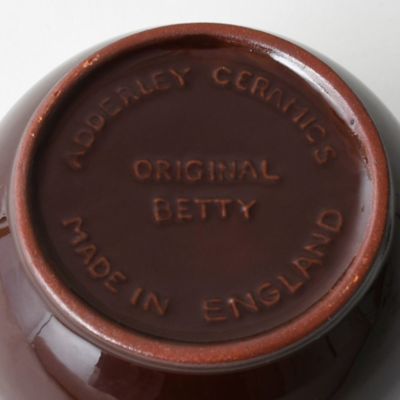 ADDERLEY CERAMICS
ORIGINAL
BETTY
MADE IN ENGLAND